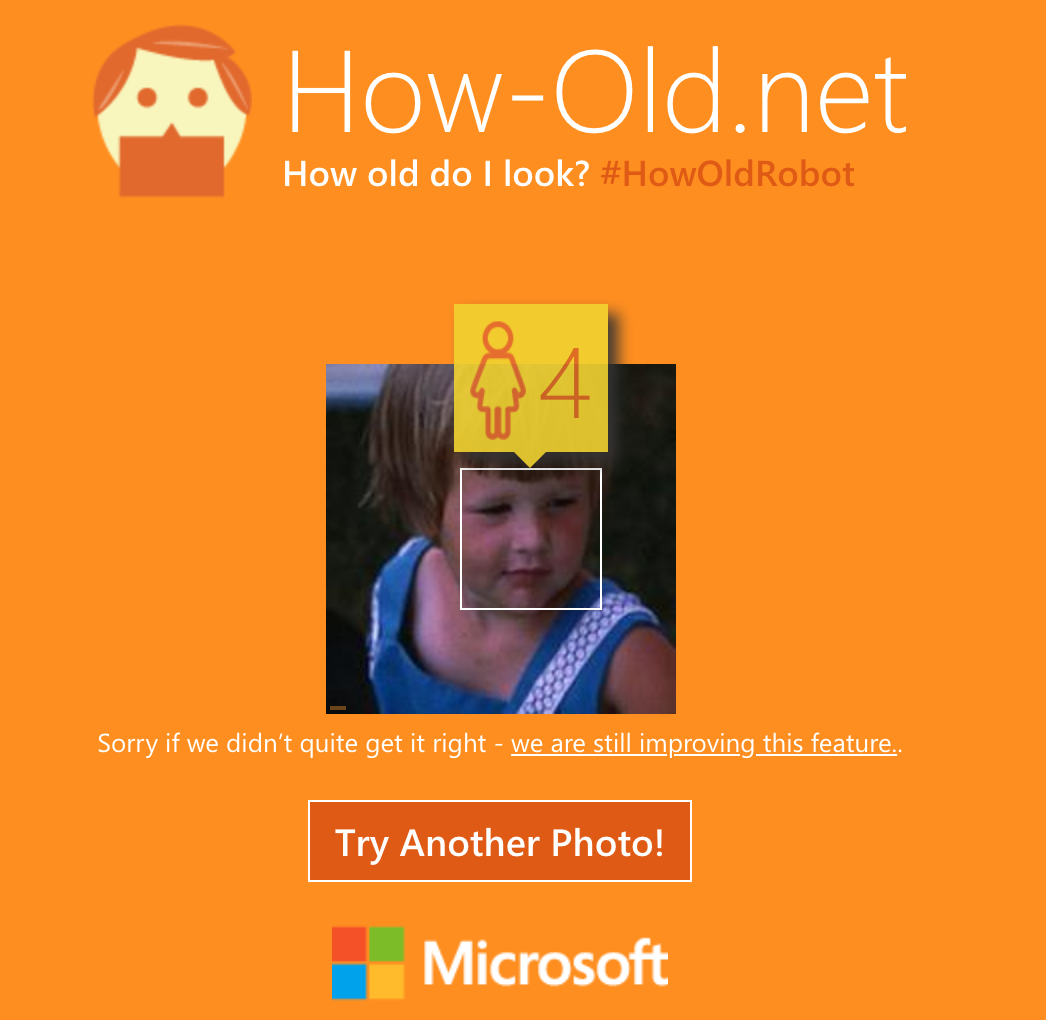 How-Old.net
How old do I look? #HowOldRobot
4
Sorry if we didn’t quite get it right - we are still improving this feature..
Try Another Photo!
Microsoft